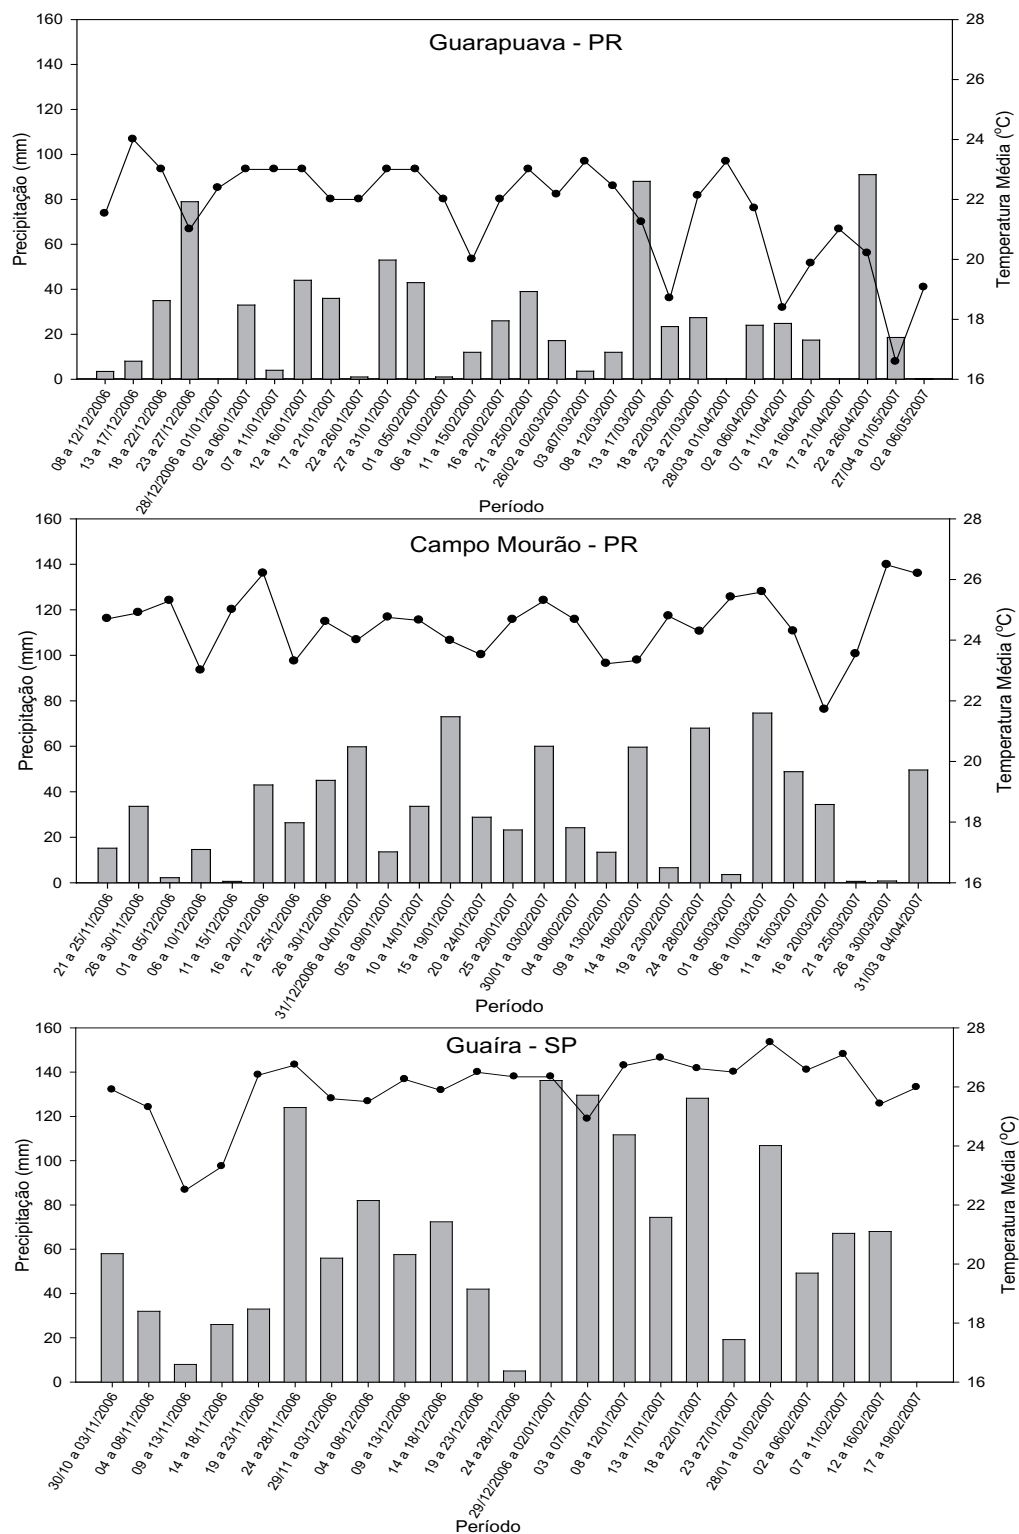 Guarapuava - PR
Precipitação (mm)
160
140
120
100
80
60
40
20
0
28
26
24
22
20
18
16
Temperatura Média (ºC)
08 a 12/12/2006
13 a 17/12/2006
18 a 22/12/2006
23 a 27/12/2006
28/12/2006 a 01/01/2007
02 a 06/01/2007
07 a 11/01/2007
12 a 16/01/2007
17 a 21/01/2007
22 a 26/01/2007
27 a 31/01/2007
01 a 05/02/2007
06 a 10/02/2007
11 a 15/02/2007
16 a 20/02/2007
21 a 25/02/2007
26/02 a 02/03/2007
03 a07/03/2007
08 a 12/03/2007
13 a 17/03/2007
18 a 22/03/2007
23 a 27/03/2007
28/03 a 01/04/2007
02 a 06/04/2007
07 a 11/04/2007
12 a 16/04/2007
17 a 21/04/2007
22 a 26/04/2007
27/04 a 01/05/2007
02 a 06/05/2007
Período
Campo Mourão - PR
Precipitação (mm)
160
140
120
100
80
60
40
20
0
28
26
24
22
20
18
16
Temperatura Média (ºC)
21 a 25/11/2006
26 a 30/11/2006
01 a 05/12/2006
06 a 10/12/2006
11 a 15/12/2006
16 a 20/12/2006
21 a 25/12/2006
26 a 30/12/2006
31/12/2006 a 04/01/2007
05 a 09/01/2007
10 a 14/01/2007
15 a 19/01/2007
20 a 24/01/2007
25 a 29/01/2007
30/01 a 03/02/2007
04 a 08/02/2007
09 a 13/02/2007
14 a 18/02/2007
19 a 23/02/2007
24 a 28/02/2007
01 a 05/03/2007
06 a 10/03/2007
11 a 15/03/2007
16 a 20/03/2007
21 a 25/03/2007
26 a 30/03/2007
31/03 a 04/04/2007
Período
Guaíra - SP
Precipitação (mm)
160
140
120
100
80
60
40
20
0
28
26
24
22
20
18
16
Temperatura Média (ºC)
30/10 a 03/11/2006
04 a 08/11/2006
09 a 13/11/2006
14 a 18/11/2006
19 a 23/11/2006
24 a 28/11/2006
29/11 a 03/12/2006
04 a 08/12/2006
09 a 13/12/2006
14 a 18/12/2006
19 a 23/12/2006
24 a 28/12/2006
29/12/2006 a 02/01/2007
03 a 07/01/2007
08 a 12/01/2007
13 a 17/01/2007
18 a 22/01/2007
23 a 27/01/2007
28/01 a 01/02/2007
02 a 06/02/2007
07 a 11/02/2007
12 a 16/02/2007
17 a 19/02/2007
Período